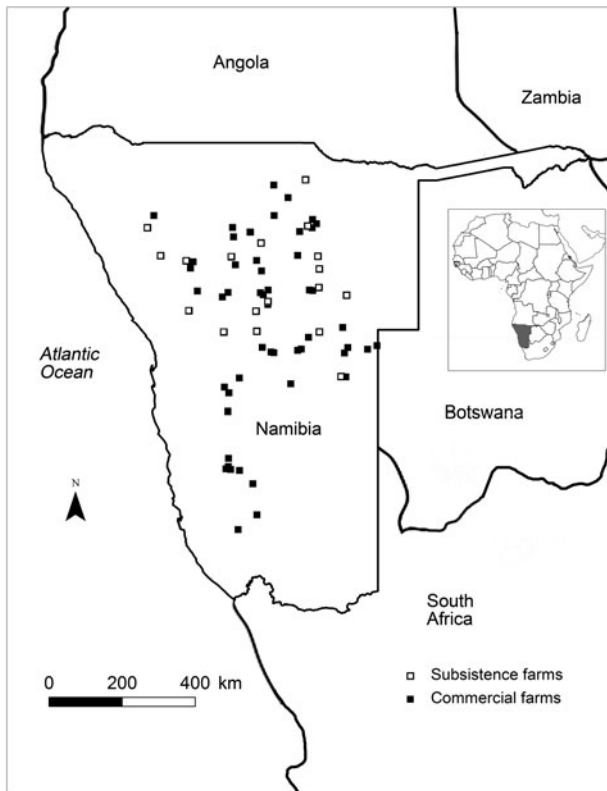 Angola
Zambia
Atlantic
Ocean
Namibia
Botswana
N
South
Africa
Subsistence farms
Commercial farms
0 200 400 km